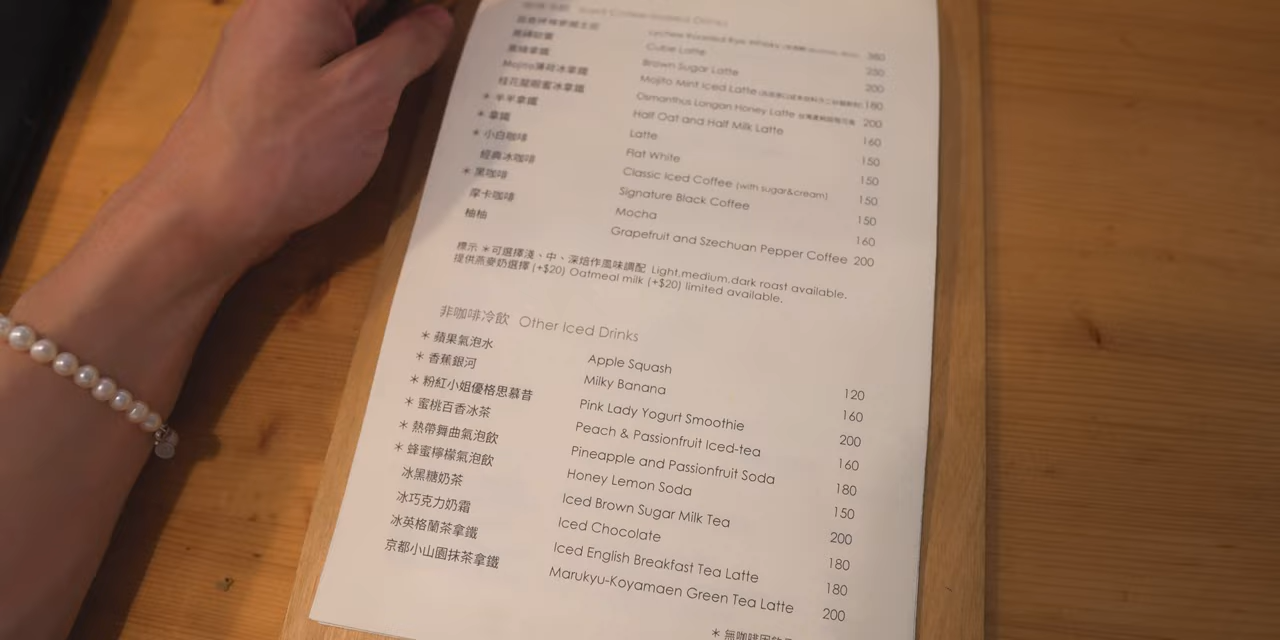 Cube Latte 250
黑糖拿鐵 Brown Sugar Latte 200
Mojito薄荷冰拿鐵 Mojito Mint Iced Latte 180
桂花龍眼蜜冰拿鐵 Osmanthus Longan Honey Latte 200
＊半半拿鐵 Half Oat and Half Milk Latte 160
＊拿鐵 Latte 150
＊小白咖啡 Flat White 150
經典冰咖啡 Classic Iced Coffee (with sugar&cream) 150
＊黑咖啡 Signature Black Coffee 150
摩卡咖啡 Mocha 160
柚柚 Grapefruit and Szechuan Pepper Coffee 200
標示＊可選擇淺、中、深焙作風味調配 Light,medium,dark roast available.
提供燕麥奶選擇 (+$20) Oatmeal milk (+$20) limited available.
非咖啡冷飲 Other Iced Drinks
＊蘋果氣泡水 Apple Squash 120
＊香蕉銀河 Milky Banana 160
＊粉紅小姐優格思慕昔 Pink Lady Yogurt Smoothie 200
＊蜜桃百香冰茶 Peach & Passionfruit Iced-tea 160
＊熱帶舞曲氣泡飲 Pineapple and Passionfruit Soda 180
＊蜂蜜檸檬氣泡飲 Honey Lemon Soda 150
冰黑糖奶茶 Iced Brown Sugar Milk Tea 200
冰巧克力奶霜 Iced Chocolate 180
冰英格蘭茶拿鐵 Iced English Breakfast Tea Latte 180
京都小山園抹茶拿鐵 Marukyu-Koyamaen Green Tea Latte 200
＊無咖啡因